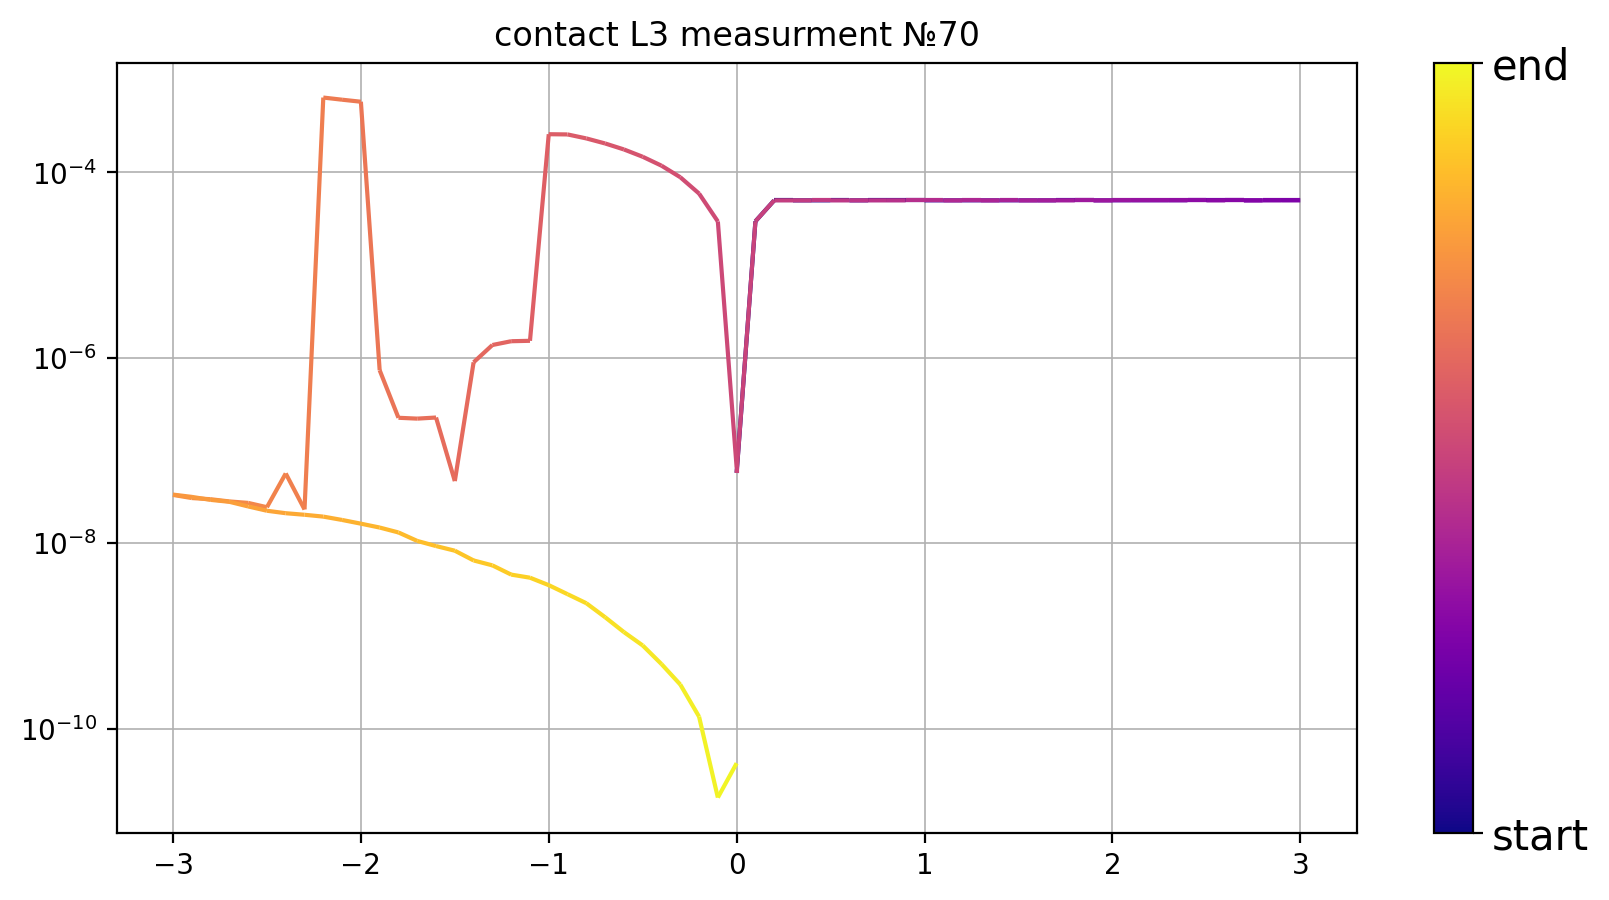 contact L3 measurment №70
10⁻⁴
10⁻⁶
10⁻⁸
10⁻¹⁰
−3 −2 −1 0 1 2 3
end
start